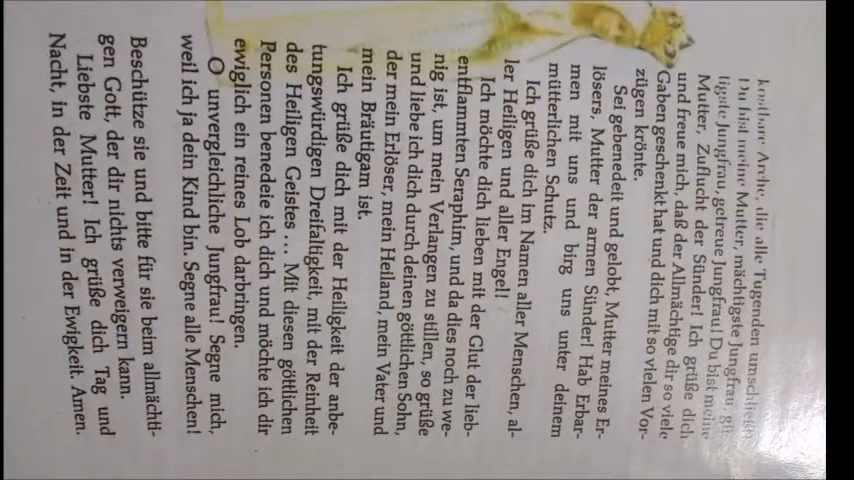 kostbare Arche, die alle Tugenden umschließt!
Du bist meine Mutter, mächtigste Jungfrau, gü-
tigste Jungfrau, getreue Jungfrau! Du bist meine
Mutter, Zuflucht der Sünder! Ich grüße dich
und freue mich, daß der Allmächtige dir so viele
Gaben geschenkt hat und dich mit so vielen Vor-
zügen krönte.
Sei gebenedeit und gelobt, Mutter meines Er-
lösers, Mutter der armen Sünder! Hab Erbar-
men mit uns und birg uns unter deinem
mütterlichen Schutz.
Ich grüße dich im Namen aller Menschen, al-
ler Heiligen und aller Engel!
Ich möchte dich lieben mit der Glut der lieb-
entflammten Seraphim, und da dies noch zu we-
nig ist, um mein Verlangen zu stillen, so grüße
und liebe ich dich durch deinen göttlichen Sohn,
der mein Erlöser, mein Heiland, mein Vater und
mein Bräutigam ist.
Ich grüße dich mit der Heiligkeit der anbe-
tungswürdigen Dreifaltigkeit, mit der Reinheit
des Heiligen Geistes ... Mit diesen göttlichen
Personen benedeie ich dich und möchte ich dir
ewiglich ein reines Lob darbringen.
O unvergleichliche Jungfrau! Segne mich,
weil ich ja dein Kind bin. Segne alle Menschen!
Beschütze sie und bitte für sie beim allmächti-
gen Gott, der dir nichts verweigern kann.
Liebste Mutter! Ich grüße dich Tag und
Nacht, in der Zeit und in der Ewigkeit. Amen.